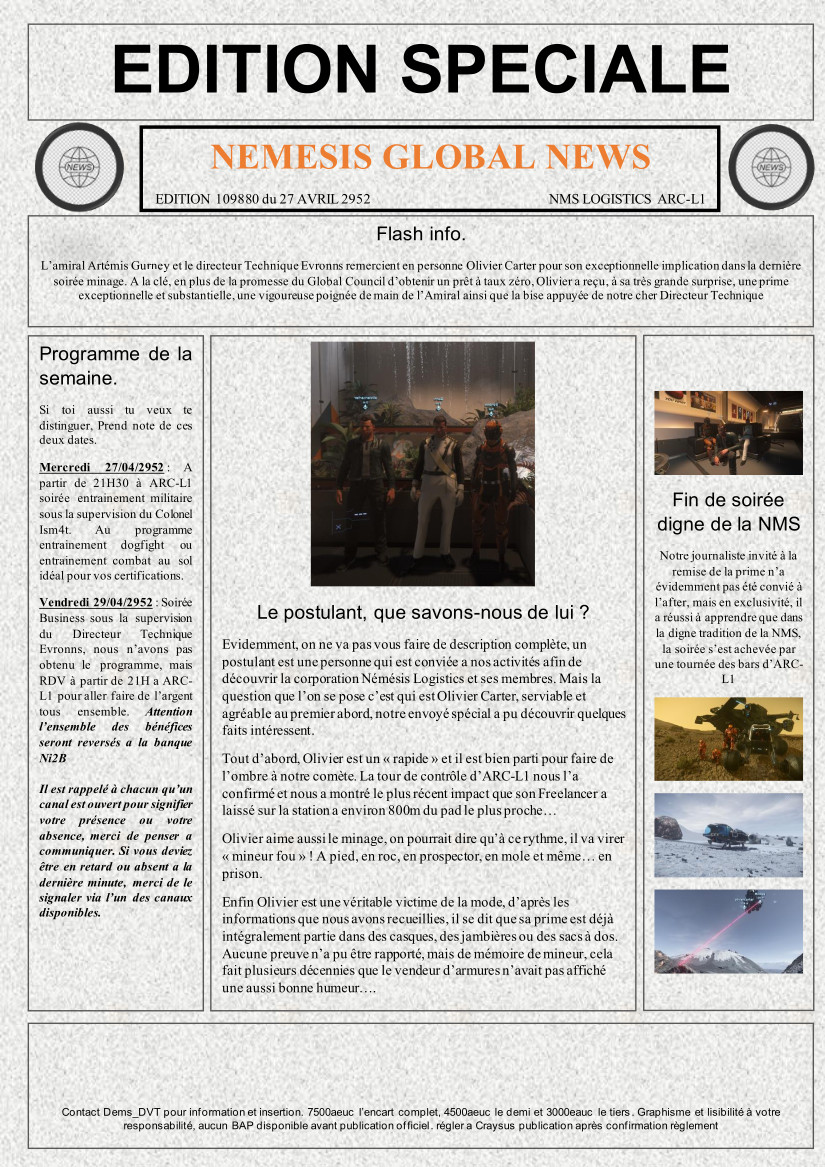 EDITION SPECIALE
NEWS
NEMESIS GLOBAL NEWS
EDITION 109880 du 27 AVRIL 2952
NMS LOGISTICS ARC-L1
NEWS
Flash info.
L’amiral Artémis Gurney et le directeur Technique Evronns remercient en personne Olivier Carter pour son exceptionnelle implication dans la dernière
soirée minage. A la clé, en plus de la promesse du Global Council d’obtenir un prêt à taux zéro, Olivier a reçu, à sa très grande surprise, une prime
exceptionnelle et substantielle, une vigoureuse poignée de main de l’Amiral ainsi que la bise appuyée de notre cher Directeur Technique
Programme de la
semaine.
Si toi aussi tu veux te
distinguer, Prend note de ces
deux dates.
Mercredi 27/04/2952 : A
partir de 21H30 à ARC-L1
soirée entrainement militaire
sous la supervision du Colonel
Ism4t. Au programme
entrainement dogfight ou
entrainement combat au sol
idéal pour vos certifications.
Vendredi 29/04/2952 : Soirée
Business sous la supervision
du Directeur Technique
Evronns, nous n’avons pas
obtenu le programme, mais
RDV à partir de 21H a ARC-
L1 pour aller faire de l’argent
tous ensemble. Attention
l’ensemble des bénéfices
seront reversés a la banque
Ni2B
Il est rappelé à chacun qu’un
canal est ouvert pour signifier
votre présence ou votre
absence, merci de penser a
communiquer. Si vous deviez
être en retard ou absent a la
dernière minute, merci de le
signaler via l’un des canaux
disponibles.
Le postulant, que savons-nous de lui ?
Evidemment, on ne va pas vous faire de description complète, un
postulant est une personne qui est conviée a nos activités afin de
découvrir la corporation Némésis Logistics et ses membres. Mais la
question que l’on se pose c’est qui est Olivier Carter, serviable et
agréable au premier abord, notre envoyé spécial a pu découvrir quelques
faits intéressent.
Tout d’abord, Olivier est un « rapide » et il est bien parti pour faire de
l’ombre à notre comète. La tour de contrôle d’ARC-L1 nous l’a
confirmé et nous a montré le plus récent impact que son Freelancer a
laissé sur la station a environ 800m du pad le plus proche…
Olivier aime aussi le minage, on pourrait dire qu’à ce rythme, il va virer
« mineur fou » ! A pied, en roc, en prospector, en mole et même… en
prison.
Enfin Olivier est une véritable victime de la mode, d’après les
informations que nous avons recueillies, il se dit que sa prime est déjà
intégralement partie dans des casques, des jambières ou des sacs à dos.
Aucune preuve n’a pu être rapporté, mais de mémoire de mineur, cela
fait plusieurs décennies que le vendeur d’armures n’avait pas affiché
une aussi bonne humeur….
Fin de soirée
digne de la NMS
Notre journaliste invité à la
remise de la prime n’a
évidemment pas été convié à
l’after, mais en exclusivité, il
a réussi à apprendre que dans
la digne tradition de la NMS,
la soirée s’est achevée par
une tournée des bars d’ARC-
L1
Contact Dems_DVT pour information et insertion. 7500aeuc l’encart complet, 4500aeuc le demi et 3000eauc le tiers. Graphisme et lisibilité à votre
responsabilité, aucun BAP disponible avant publication officiel. régler a Craysus publication après confirmation règlement